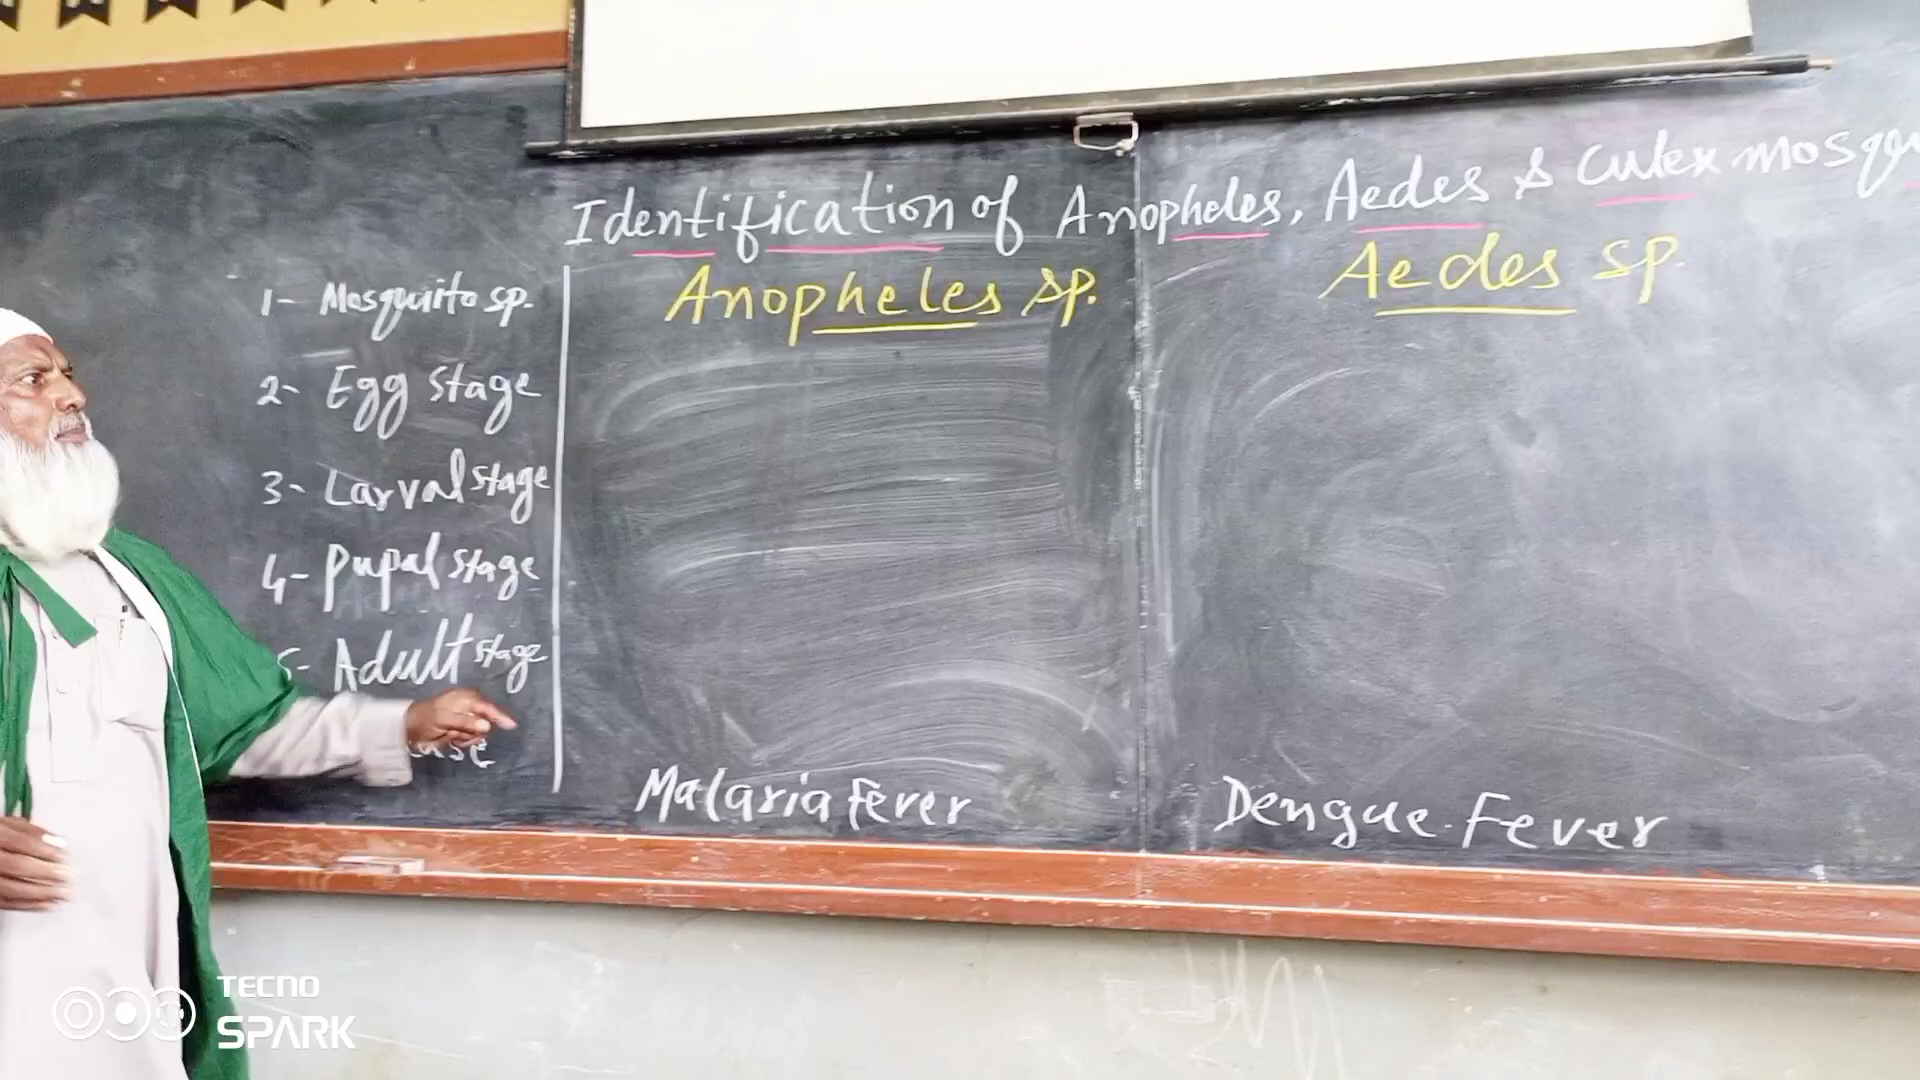 Identification of Anopheles, Aedes & Culex mosqu
Anopheles sp.
Aedes sp.
1- Mosquito sp.
2- Egg stage
3- Larval stage
4- Pupal stage
5- Adult stage
Malaria Fever
Dengue Fever
TECNO
SPARK